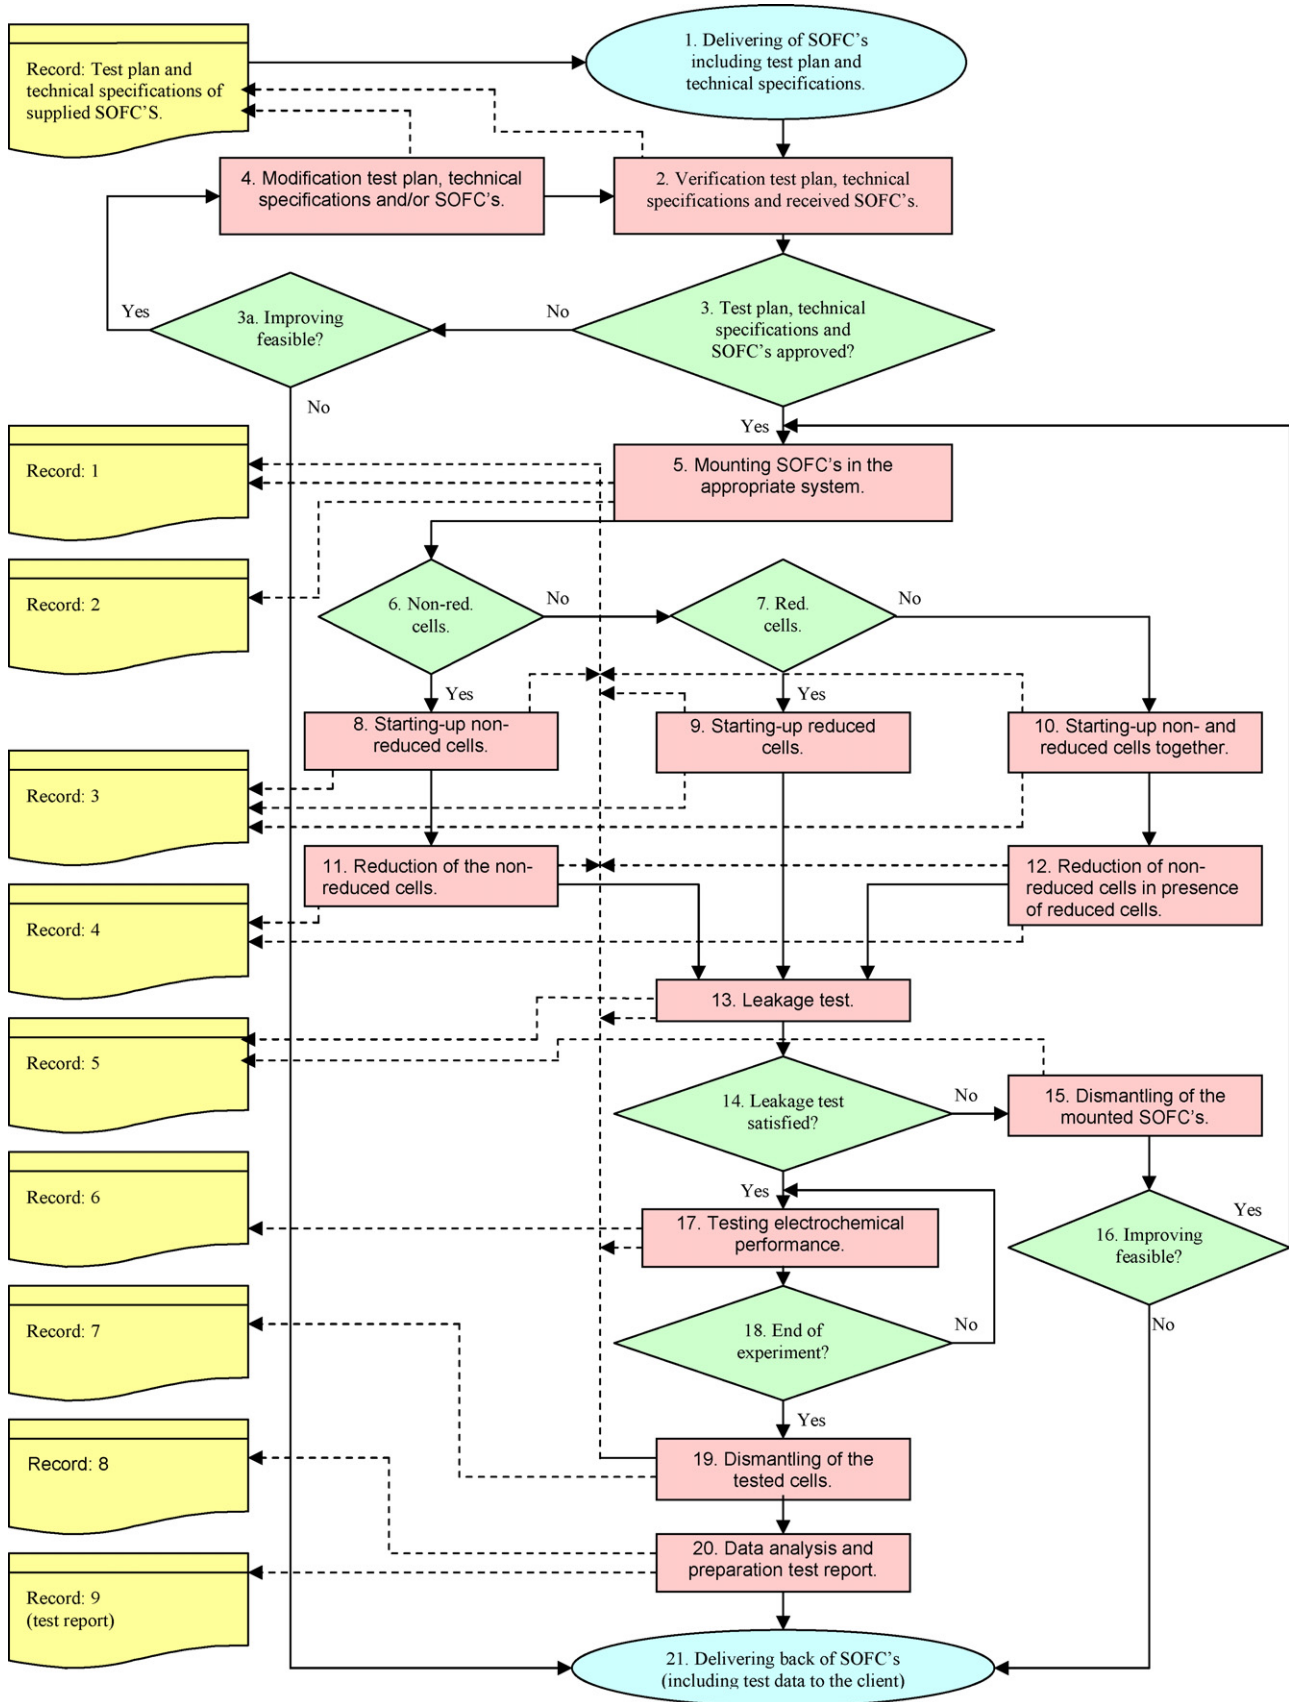 1. Delivering of SOFC's
including test plan and
technical specifications.
Record: Test plan and
technical specifications of
supplied SOFC'S.
4. Modification test plan, technical
specifications and/or SOFC's.
2. Verification test plan, technical
specifications and received SOFC's.
Yes
3a. Improving
feasible?
No
3. Test plan, technical
specifications and
SOFC's approved?
No
Yes
Record: 1
5. Mounting SOFC's in the
appropriate system.
Record: 2
6. Non-red.
cells.
No
7. Red.
cells.
No
Yes
Yes
8. Starting-up non-
reduced cells.
9. Starting-up reduced
cells.
10. Starting-up non- and
reduced cells together.
Record: 3
11. Reduction of the non-
reduced cells.
12. Reduction of non-
reduced cells in presence
of reduced cells.
Record: 4
13. Leakage test.
Record: 5
14. Leakage test
satisfied?
No
15. Dismantling of the
mounted SOFC's.
Yes
Record: 6
17. Testing electrochemical
performance.
16. Improving
feasible?
Yes
No
Record: 7
18. End of
experiment?
No
Yes
Record: 8
19. Dismantling of the
tested cells.
20. Data analysis and
preparation test report.
Record: 9
(test report)
21. Delivering back of SOFC's
(including test data to the client)